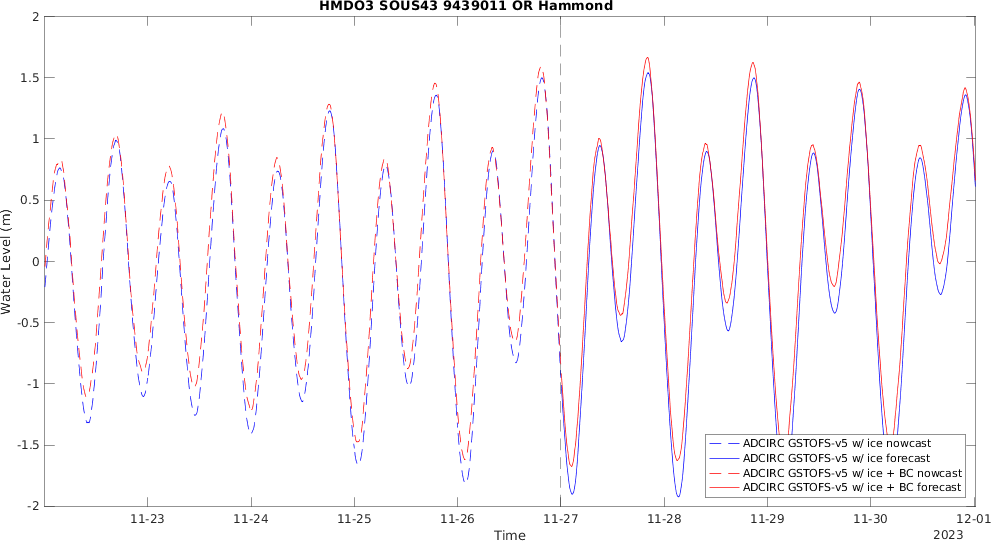 HMDO3 SOUS43 9439011 OR Hammond
Water Level (m)
2
1.5
1
0.5
0
-0.5
-1
-1.5
-2
ADCIRC GSTOFS-v5 w/ ice nowcast
ADCIRC GSTOFS-v5 w/ ice forecast
ADCIRC GSTOFS-v5 w/ ice + BC nowcast
ADCIRC GSTOFS-v5 w/ ice + BC forecast
11-23 11-24 11-25 11-26 11-27 11-28 11-29 11-30 12-01
Time
2023